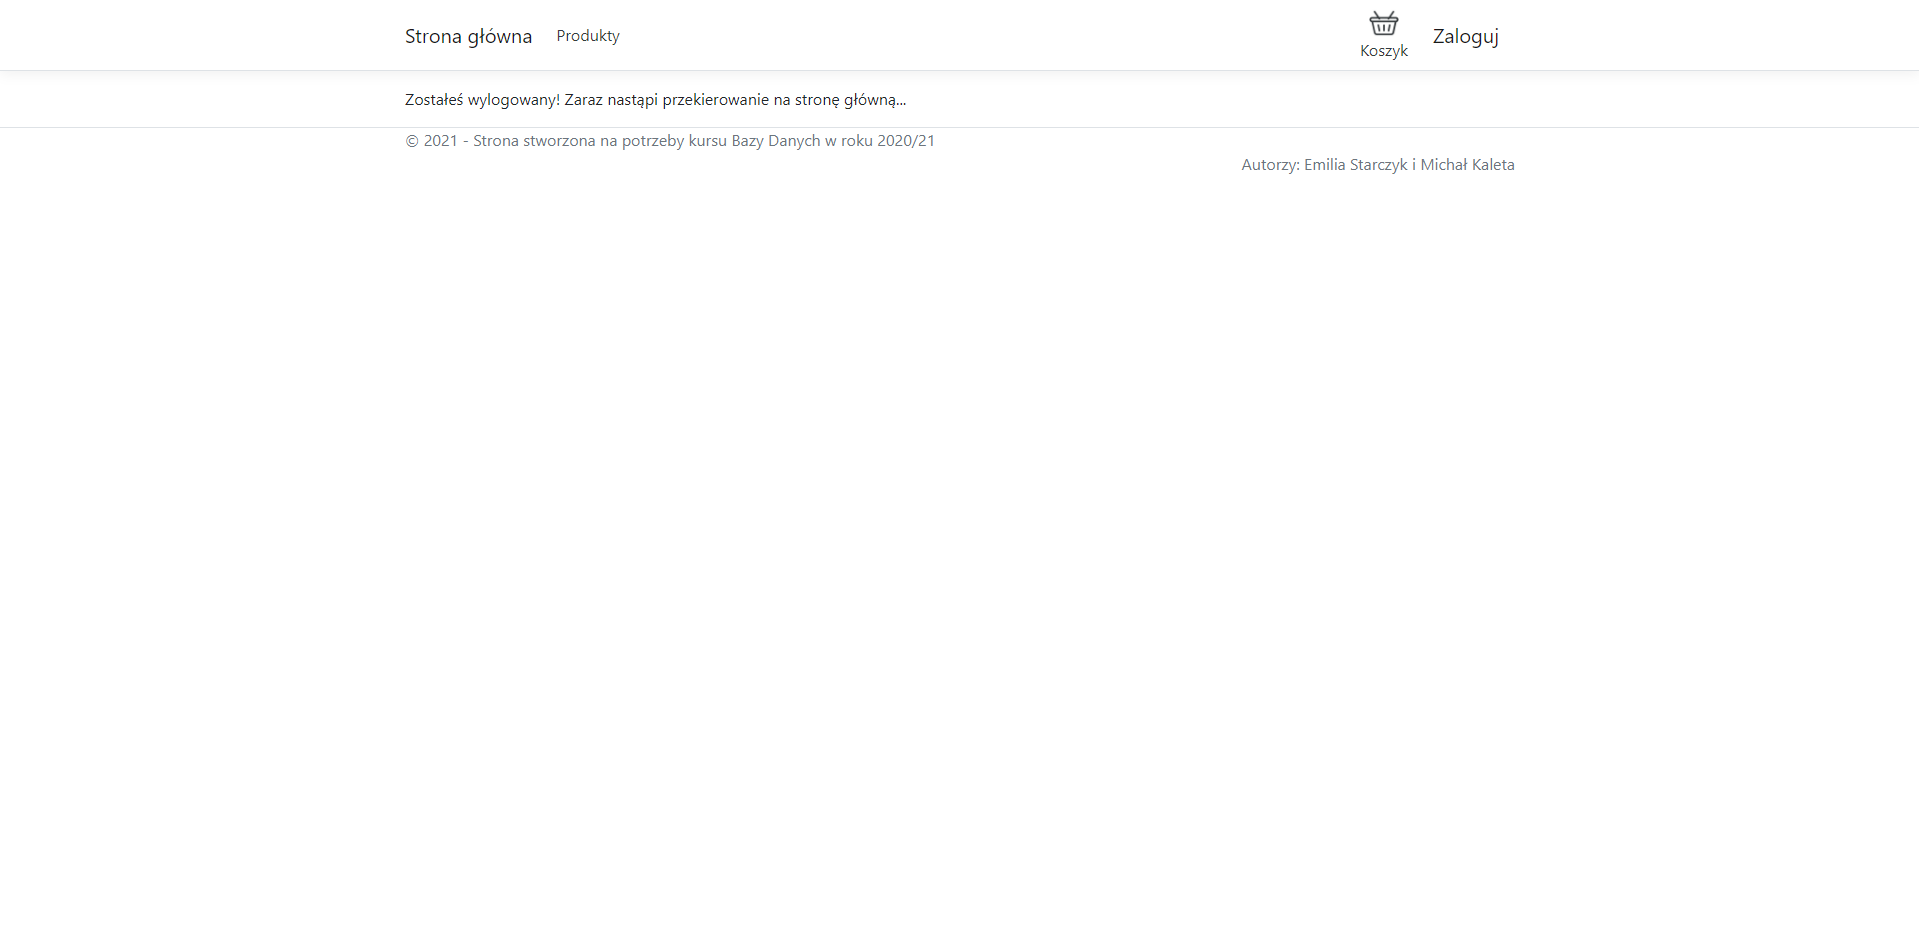 Strona główna Produkty Koszyk Zaloguj
Zostałeś wylogowany! Zaraz nastąpi przekierowanie na stronę główną...
© 2021 - Strona stworzona na potrzeby kursu Bazy Danych w roku 2020/21
Autorzy: Emilia Starczyk i Michał Kaleta